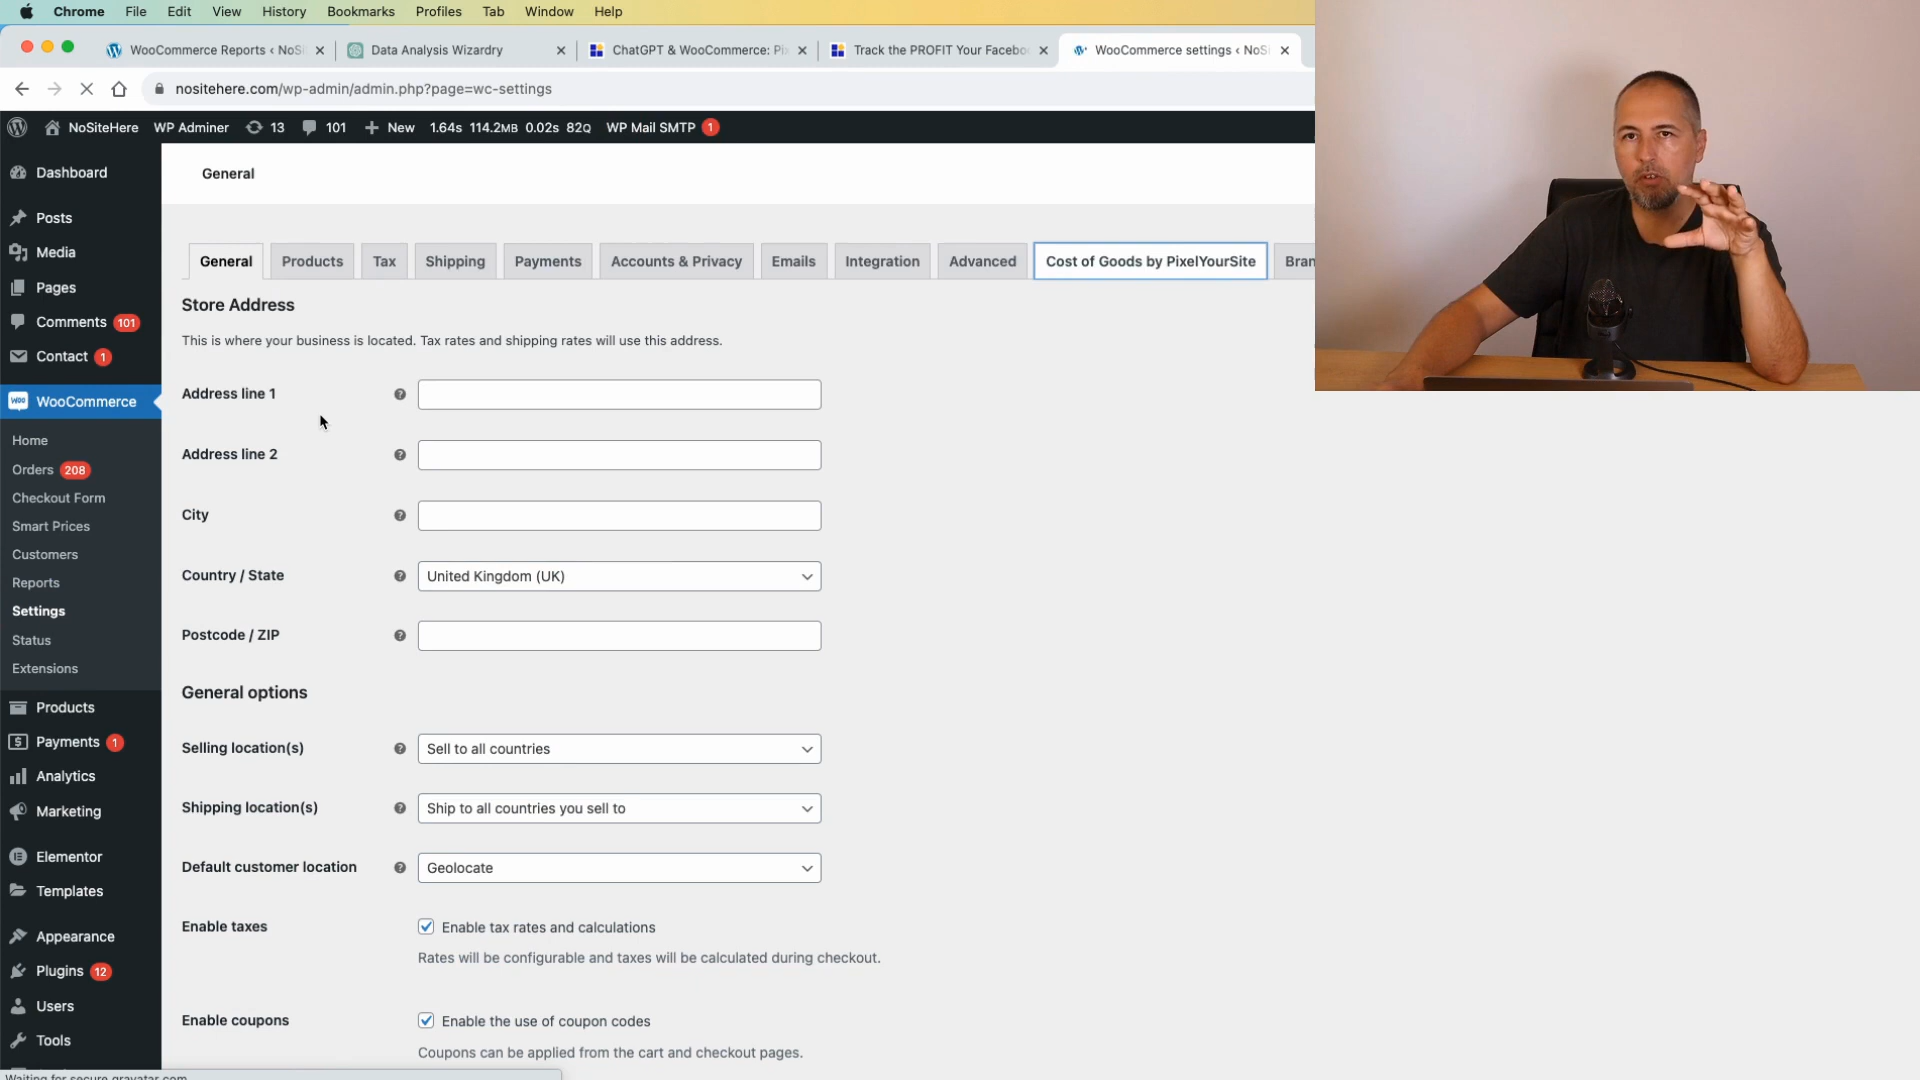 Chrome File Edit View History Bookmarks Profiles Tab Window Help
WooCommerce Reports ‹ NoSi
Data Analysis Wizardry
ChatGPT & WooCommerce: Pi
Track the PROFIT Your Facebo
WooCommerce settings ‹ NoSi
nositehere.com/wp-admin/admin.php?page=wc-settings
NoSiteHere WP Adminer 13 101 New 1.64s 114.2MB 0.02s 82Q WP Mail SMTP 1
Dashboard
Posts
Media
Pages
Comments 101
Contact 1
WooCommerce
Home
Orders 208
Checkout Form
Smart Prices
Customers
Reports
Settings
Status
Extensions
Products
Payments 1
Analytics
Marketing
Elementor
Templates
Appearance
Plugins 12
Users
Tools
General
General Products Tax Shipping Payments Accounts & Privacy Emails Integration Advanced Cost of Goods by PixelYourSite Bran
Store Address
This is where your business is located. Tax rates and shipping rates will use this address.
Address line 1
Address line 2
City
Country / State United Kingdom (UK)
Postcode / ZIP
General options
Selling location(s) Sell to all countries
Shipping location(s) Ship to all countries you sell to
Default customer location Geolocate
Enable taxes Enable tax rates and calculations
Rates will be configurable and taxes will be calculated during checkout.
Enable coupons Enable the use of coupon codes
Coupons can be applied from the cart and checkout pages.
Waiting for secure.gravatar.com